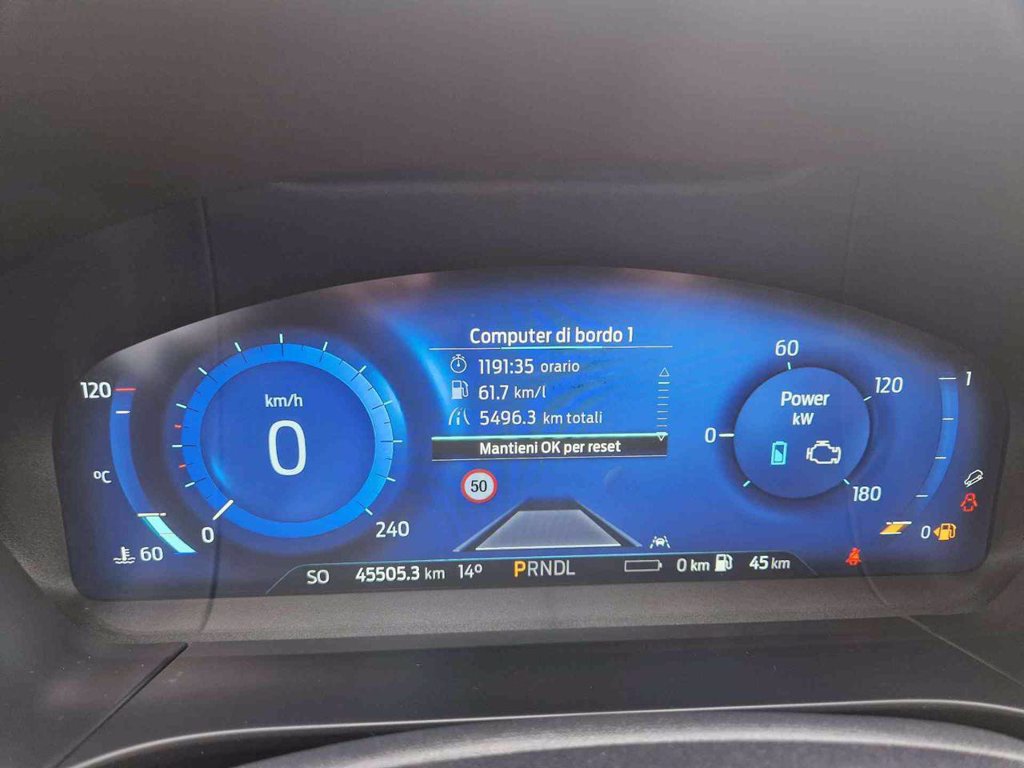 Computer di bordo 1
1191:35 orario
61.7 km/l
5496.3 km totali
Mantieni OK per reset
50
120
°C
60
km/h
0
0
240
60
0
120
180
Power
kW
1
0
SO 45505.3 km 14° PRNDL 0 km 45 km